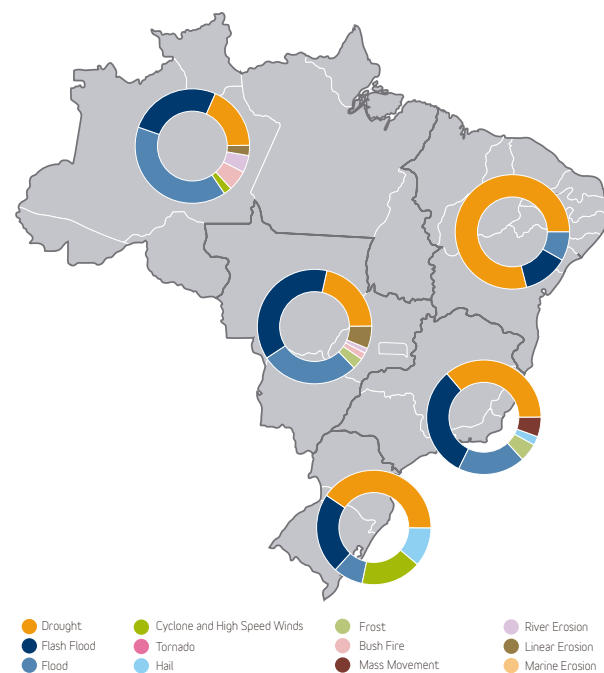 Drought
Cyclone and High Speed Winds
Frost
River Erosion
Flash Flood
Tornado
Bush Fire
Linear Erosion
Flood
Hail
Mass Movement
Marine Erosion